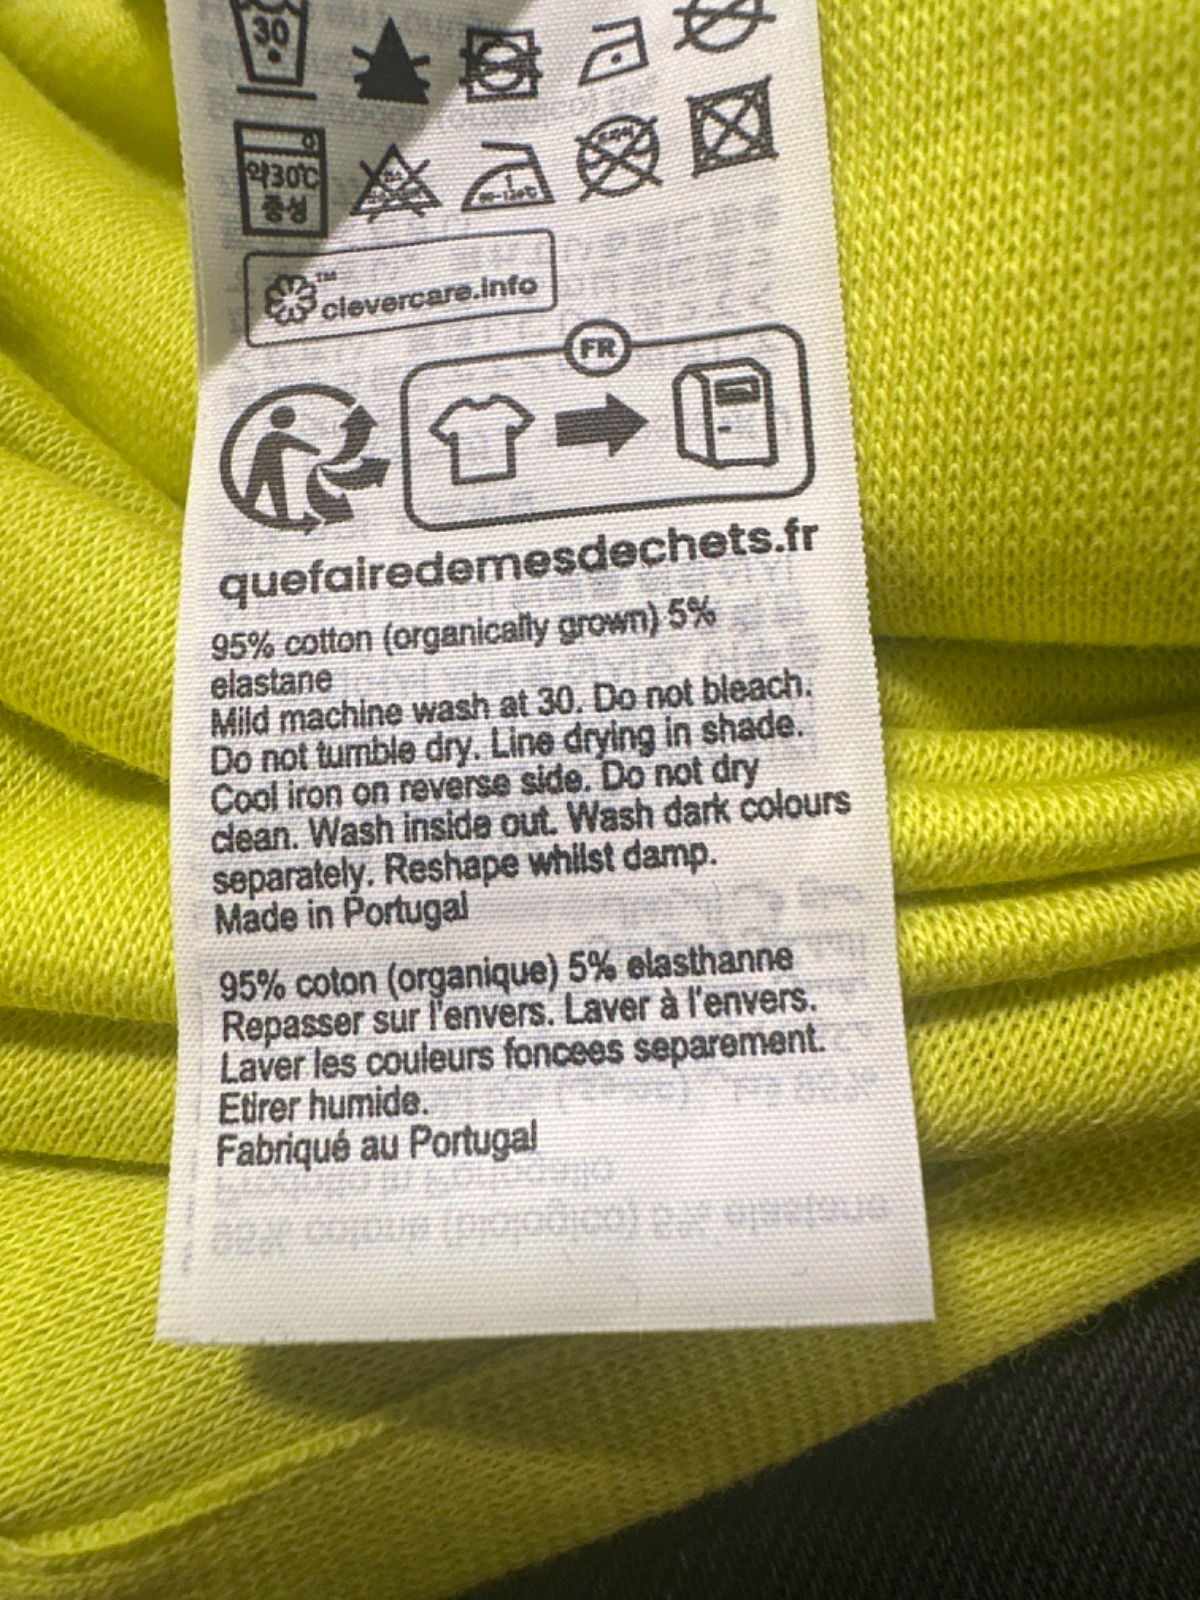 30
약30℃
중성
clevercare.info
™
FR
quefairedemesdechets.fr
95% cotton (organically grown) 5%
elastane
Mild machine wash at 30. Do not bleach.
Do not tumble dry. Line drying in shade.
Cool iron on reverse side. Do not dry
clean. Wash inside out. Wash dark colours
separately. Reshape whilst damp.
Made in Portugal
95% coton (organique) 5% elasthanne
Repasser sur l'envers. Laver à l'envers.
Laver les couleurs foncees separement.
Etirer humide.
Fabriqué au Portugal